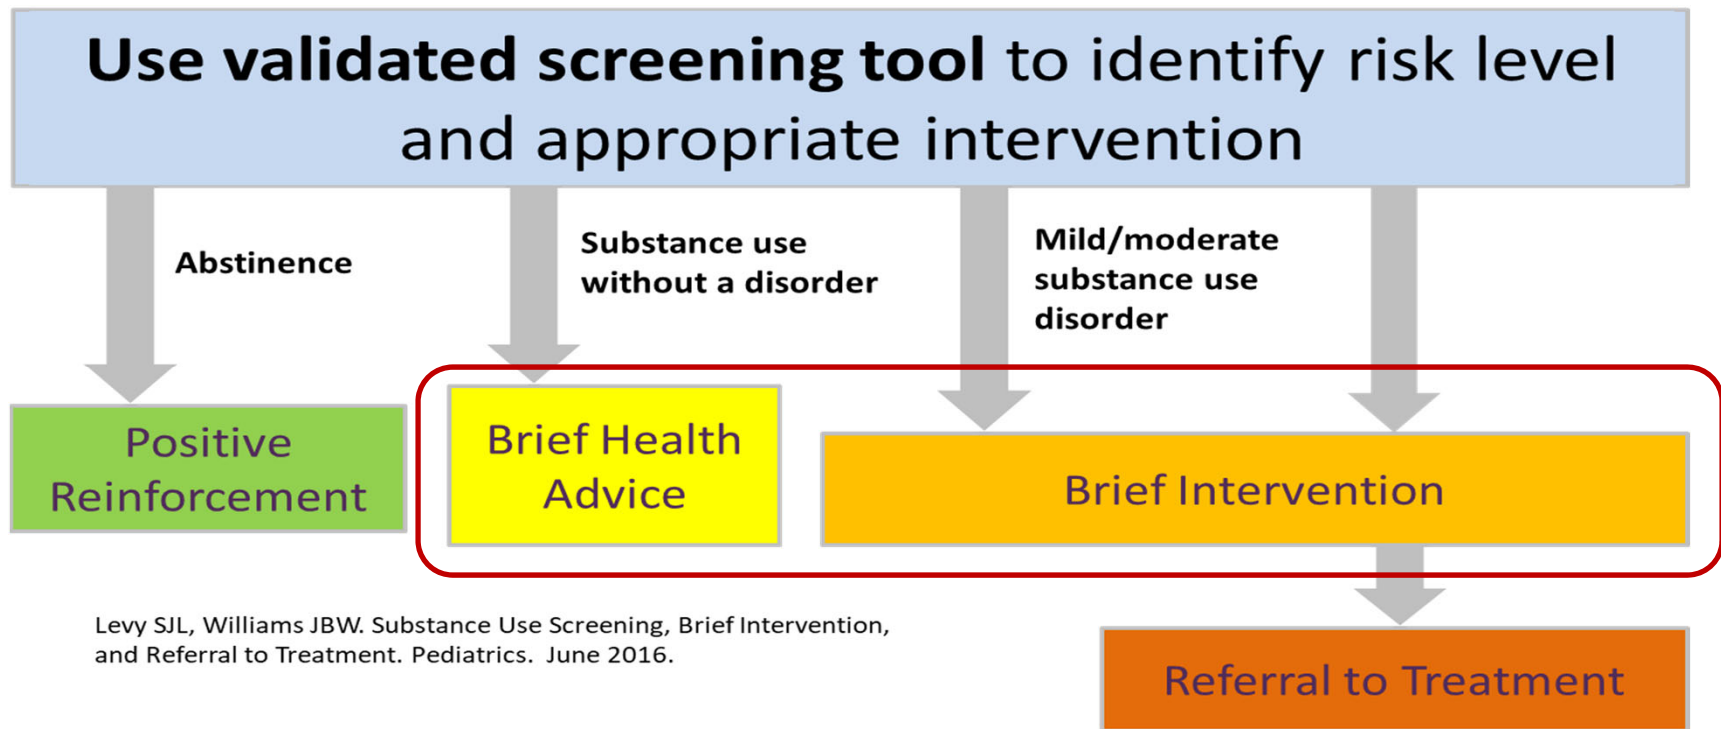 Use validated screening tool to identify risk level
and appropriate intervention
Abstinence
Substance use
without a disorder
Mild/moderate
substance use
disorder
Positive
Reinforcement
Brief Health
Advice
Brief Intervention
Levy SJL, Williams JBW. Substance Use Screening, Brief Intervention,
and Referral to Treatment. Pediatrics. June 2016.
Referral to Treatment